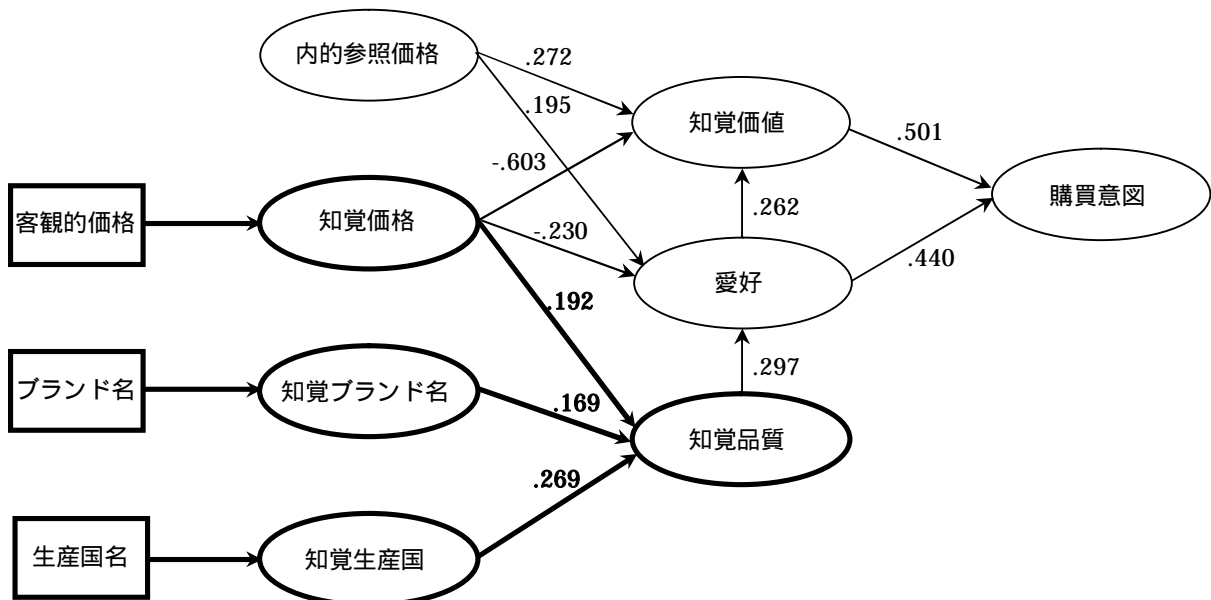 内的参照価格
.272
.195
知覚価値
.501
-.603
購買意図
客観的価格
知覚価格
.262
-.230
愛好
.440
.192
.297
ブランド名
知覚ブランド名
.169
知覚品質
.269
生産国名
知覚生産国